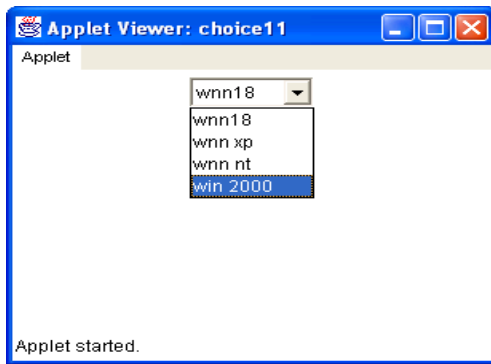 Applet Viewer: choice11
Applet
wnn18
wnn18
wnn xp
wnn nt
win 2000
Applet started.